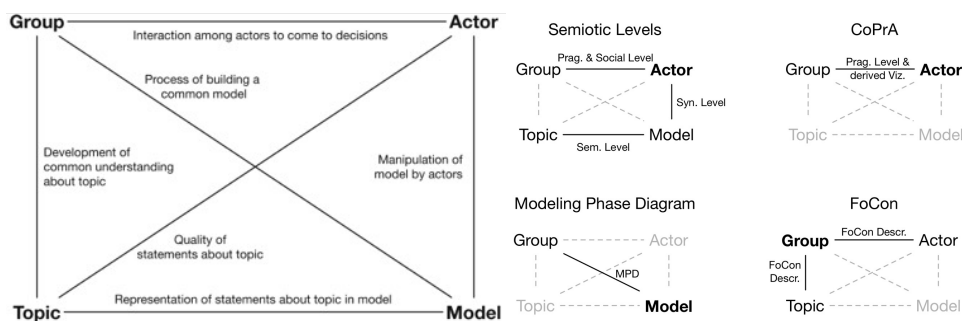 Group
Actor
Interaction among actors to come to decisions
Process of building a
common model
Development of
common understanding
about topic
Manipulation of
model by actors
Quality of
statements about topic
Representation of statements about topic in model
Topic
Model
Semiotic Levels
Prag. & Social Level
Group
Actor
Syn. Level
Topic
Model
Sem. Level
CoPrA
Prag. Level &
derived Viz.
Group
Actor
Topic
Model
Modeling Phase Diagram
Group
Actor
MPD
Topic
Model
FoCon
FoCon Descr.
Group
Actor
FoCon
Descr.
Topic
Model